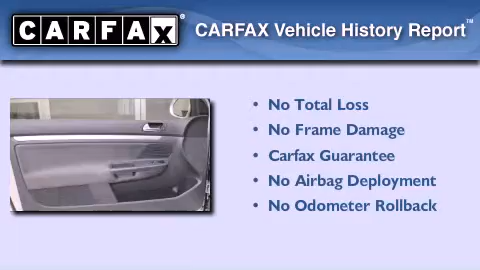 CARFAX® CARFAX Vehicle History Report™
• No Total Loss
• No Frame Damage
• Carfax Guarantee
• No Airbag Deployment
• No Odometer Rollback